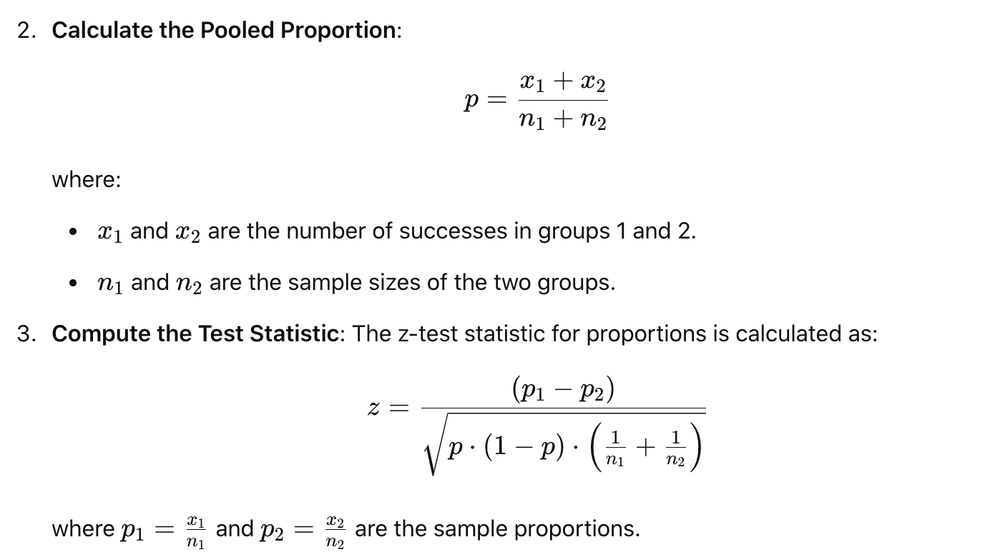 2. Calculate the Pooled Proportion:
p = \frac{x_1 + x_2}{n_1 + n_2}
where:
• x_1 and x_2 are the number of successes in groups 1 and 2.
• n_1 and n_2 are the sample sizes of the two groups.
3. Compute the Test Statistic: The z-test statistic for proportions is calculated as:
z = \frac{(p_1 - p_2)}{\sqrt{p \cdot (1 - p) \cdot \left(\frac{1}{n_1} + \frac{1}{n_2}\right)}}
where p_1 = \frac{x_1}{n_1} and p_2 = \frac{x_2}{n_2} are the sample proportions.